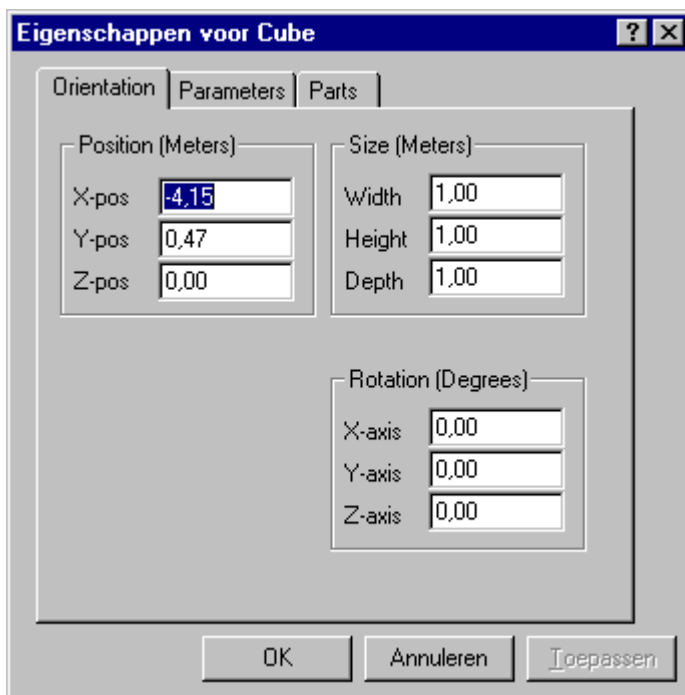 Eigenschappen voor Cube
Orientation Parameters Parts
Position (Meters)
X-pos -4,15
Y-pos 0,47
Z-pos 0,00
Size (Meters)
Width 1,00
Height 1,00
Depth 1,00
Rotation (Degrees)
X-axis 0,00
Y-axis 0,00
Z-axis 0,00
OK Annuleren Toepassen